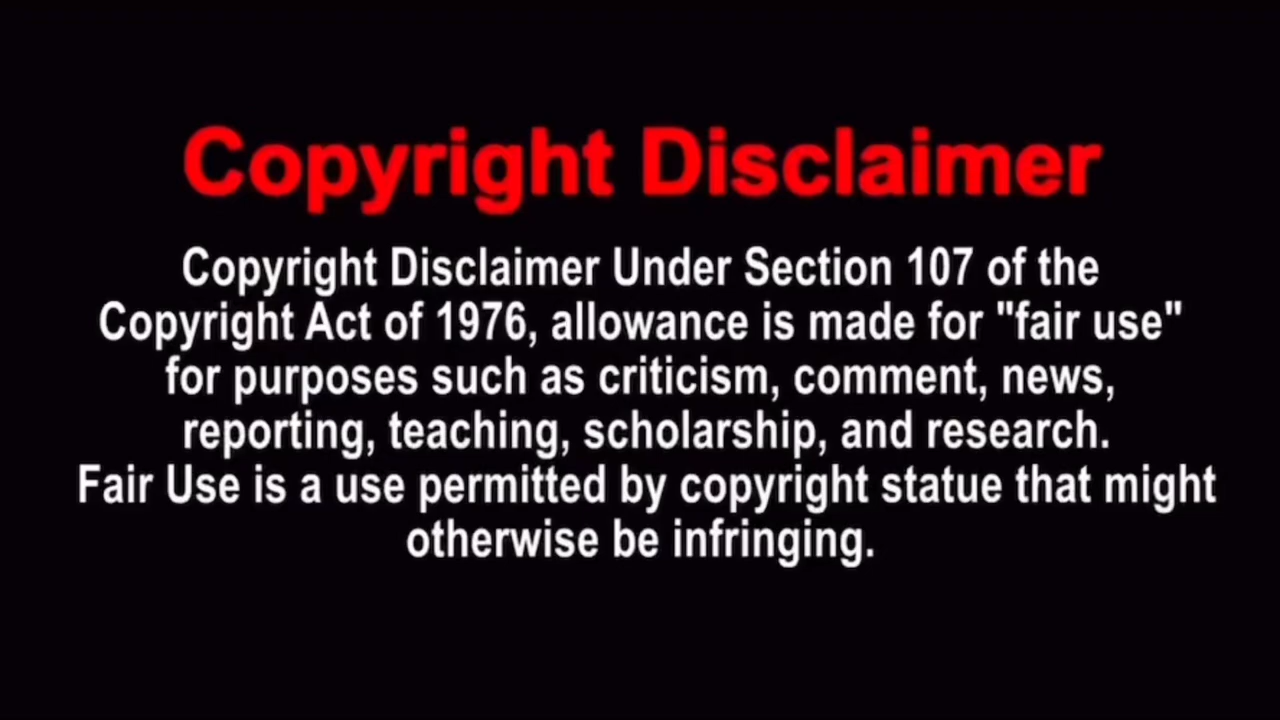 Copyright Disclaimer
Copyright Disclaimer Under Section 107 of the
Copyright Act of 1976, allowance is made for "fair use"
for purposes such as criticism, comment, news,
reporting, teaching, scholarship, and research.
Fair Use is a use permitted by copyright statue that might
otherwise be infringing.